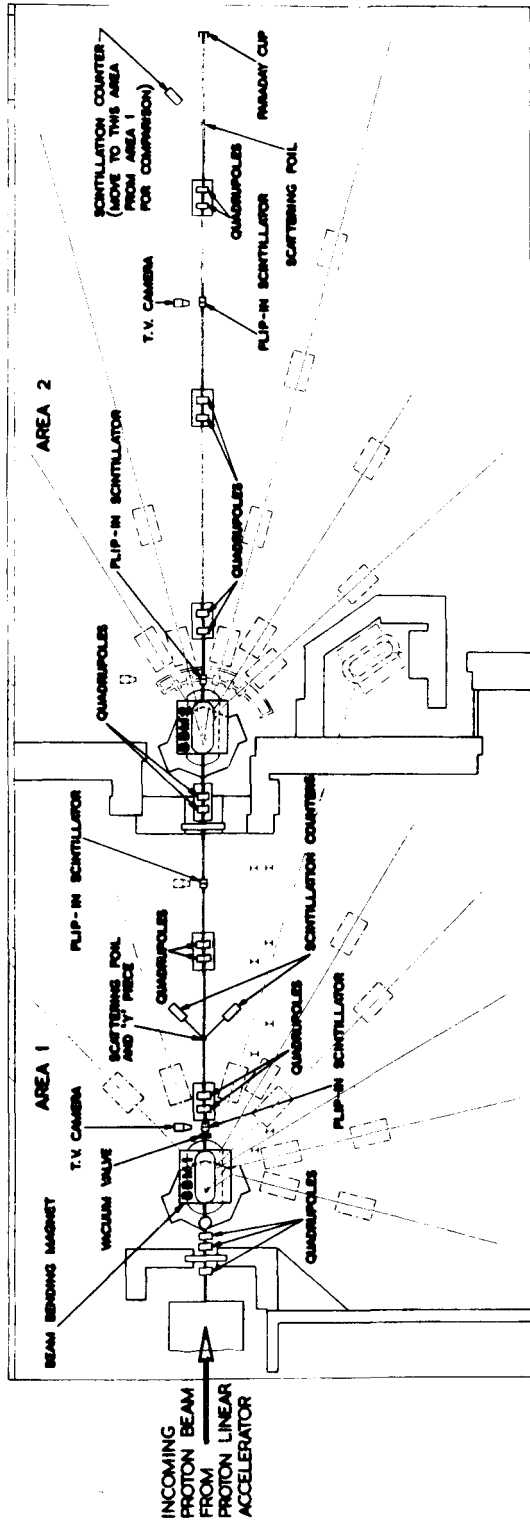 INCOMING
PROTON BEAM
FROM
PROTON LINEAR
ACCELERATOR
BEAM BENDING MAGNET
VACUUM VALVE
T.V. CAMERA
AREA 1
SCATTERING FOIL
AND "Y" PIECE
QUADRUPOLES
FLIP-IN SCINTILLATOR
QUADRUPOLES
FLIP-IN SCINTILLATOR
AREA 2
T.V. CAMERA
SCINTILLATION COUNTER
(MOVE TO THIS AREA
FROM AREA 1
FOR COMPARISON)
BBM1
BBM2
QUADRUPOLES
FLIP-IN SCINTILLATOR
QUADRUPOLES
SCINTILLATION COUNTERS
QUADRUPOLES
FLIP-IN SCINTILLATOR
QUADRUPOLES
SCATTERING FOIL
FARADAY CUP